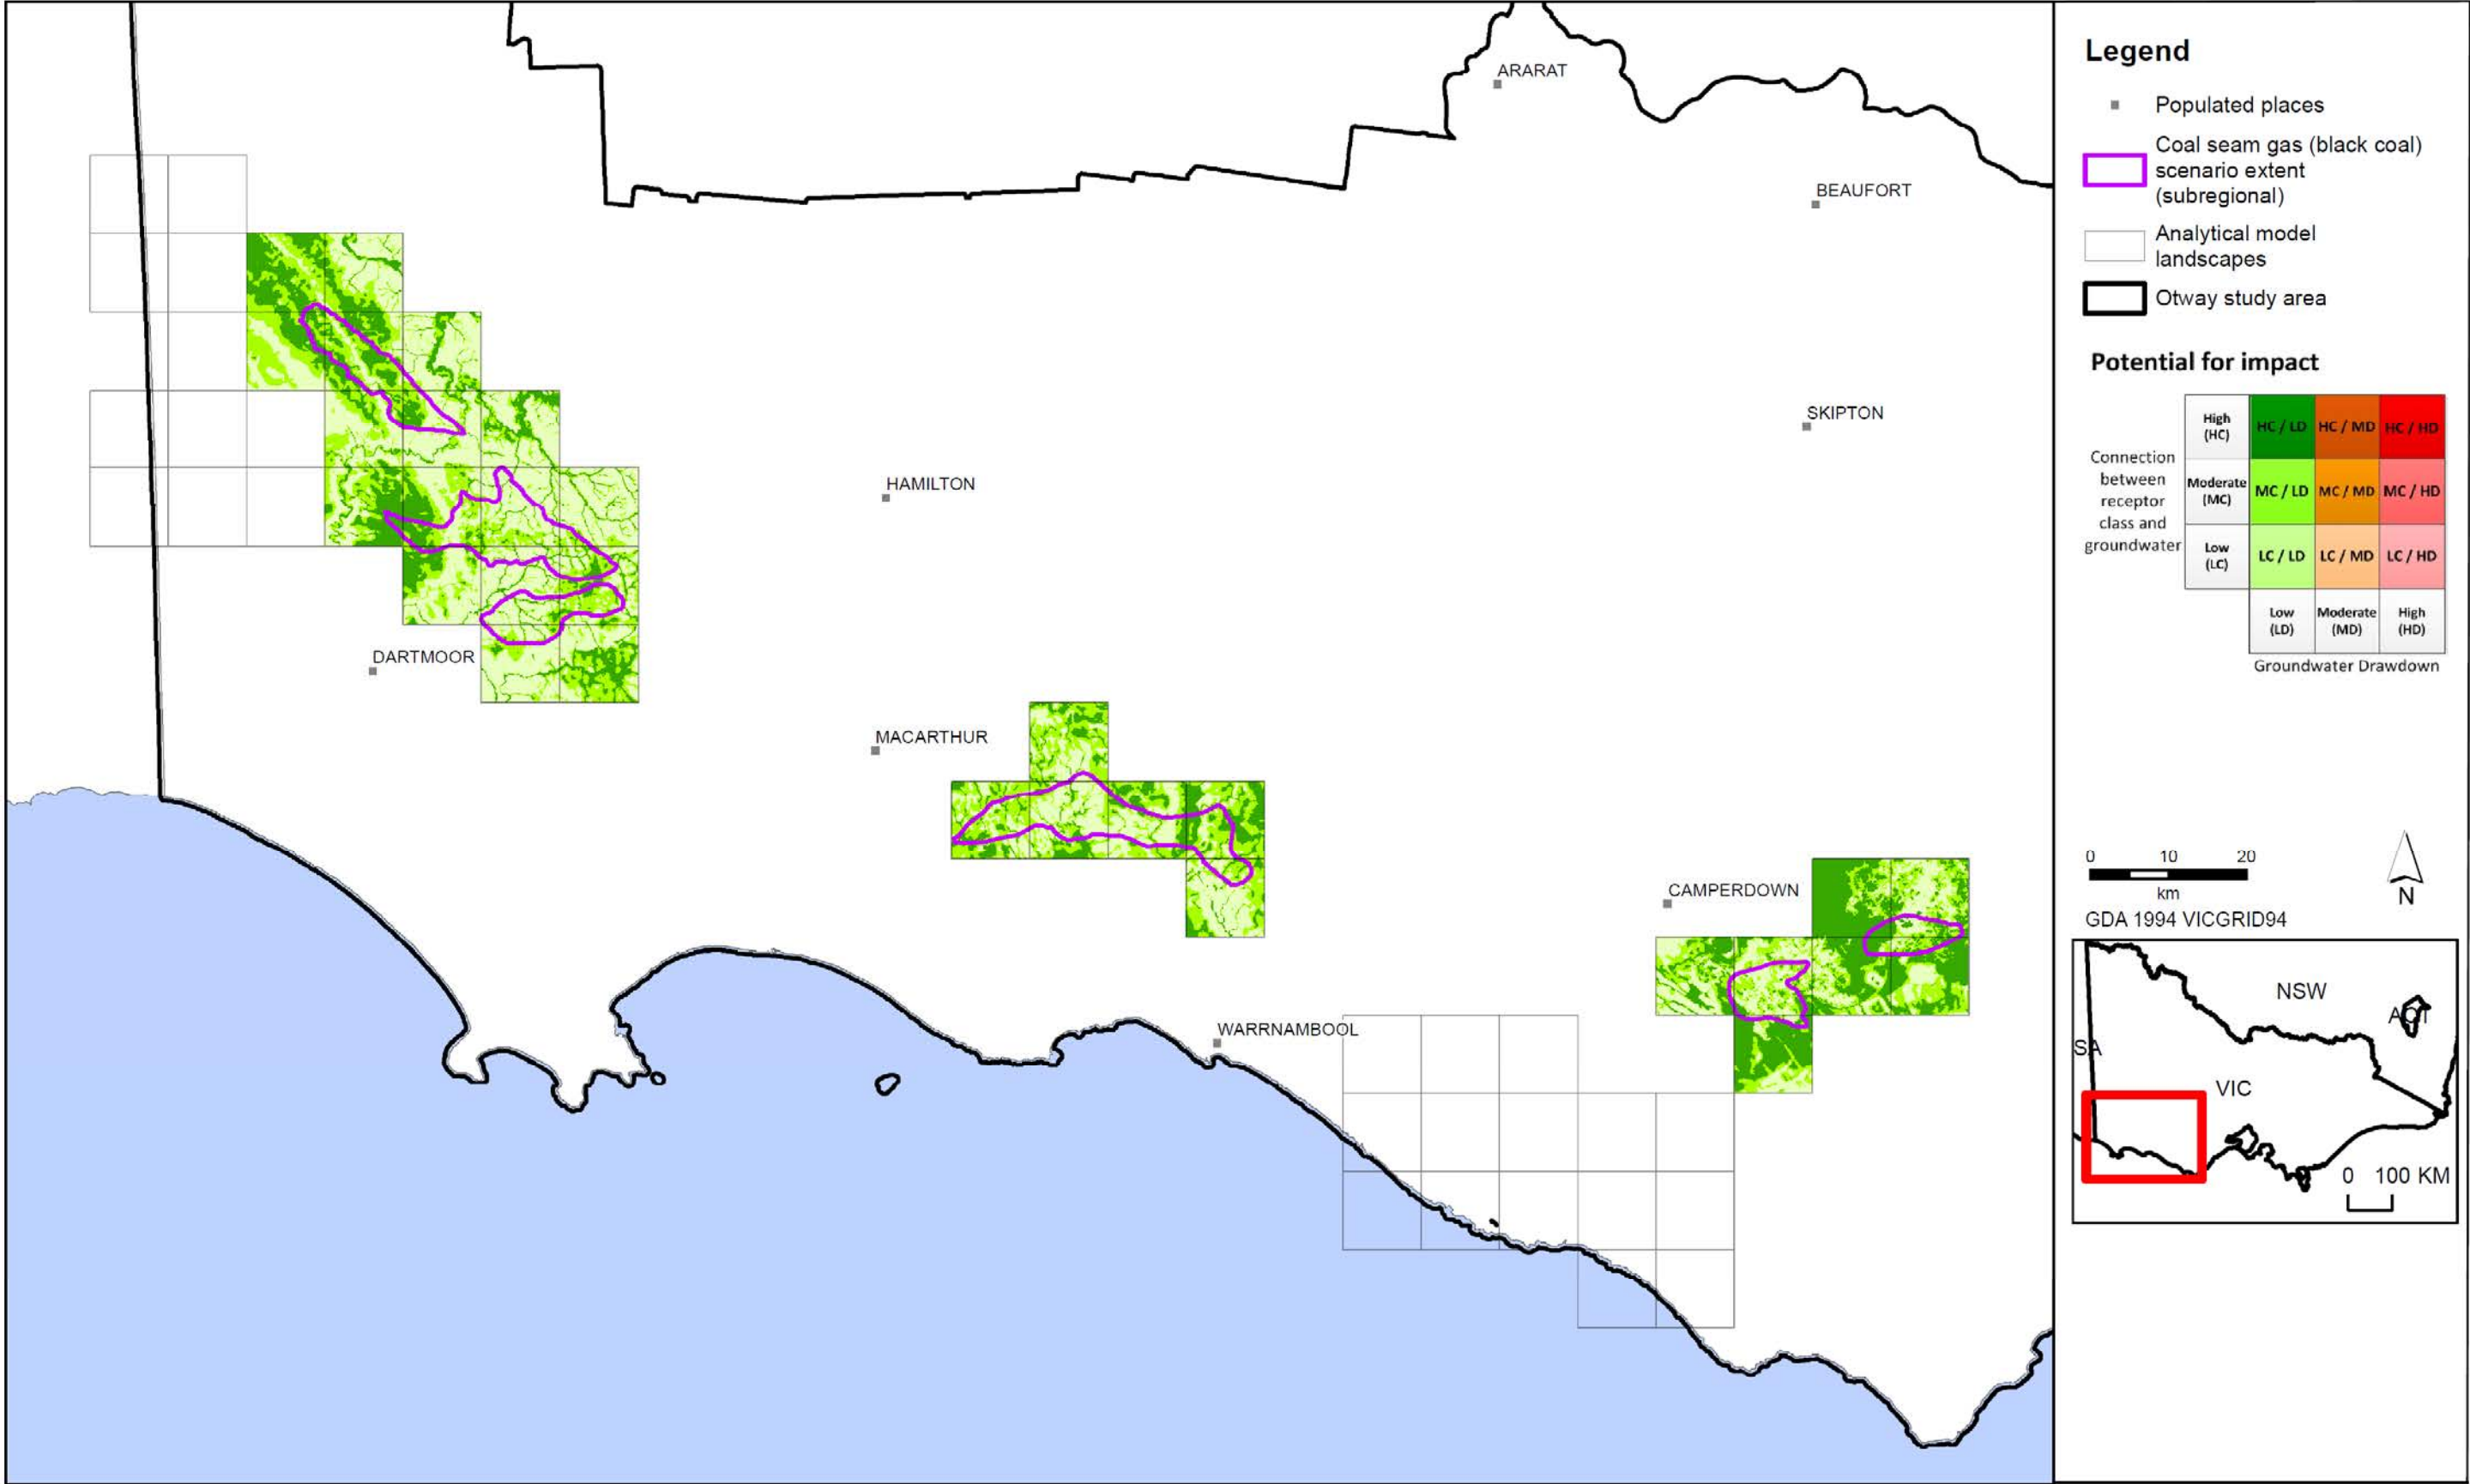 ARARAT
BEAUFORT
SKIPTON
HAMILTON
DARTMOOR
MACARTHUR
CAMPERDOWN
WARRNAMBOOL
Legend
Populated places
Coal seam gas (black coal)
scenario extent
(subregional)
Analytical model
landscapes
Otway study area
Potential for impact
Connection
between
receptor
class and
groundwater
High
(HC)
HC / LD HC / MD HC / HD
Moderate
(MC)
MC / LD MC / MD MC / HD
Low
(LC)
LC / LD LC / MD LC / HD
Low
(LD)
Moderate
(MD)
High
(HD)
Groundwater Drawdown
0 10 20
km
N
GDA 1994 VICGRID94
NSW
ACT
SA
VIC
0 100 KM